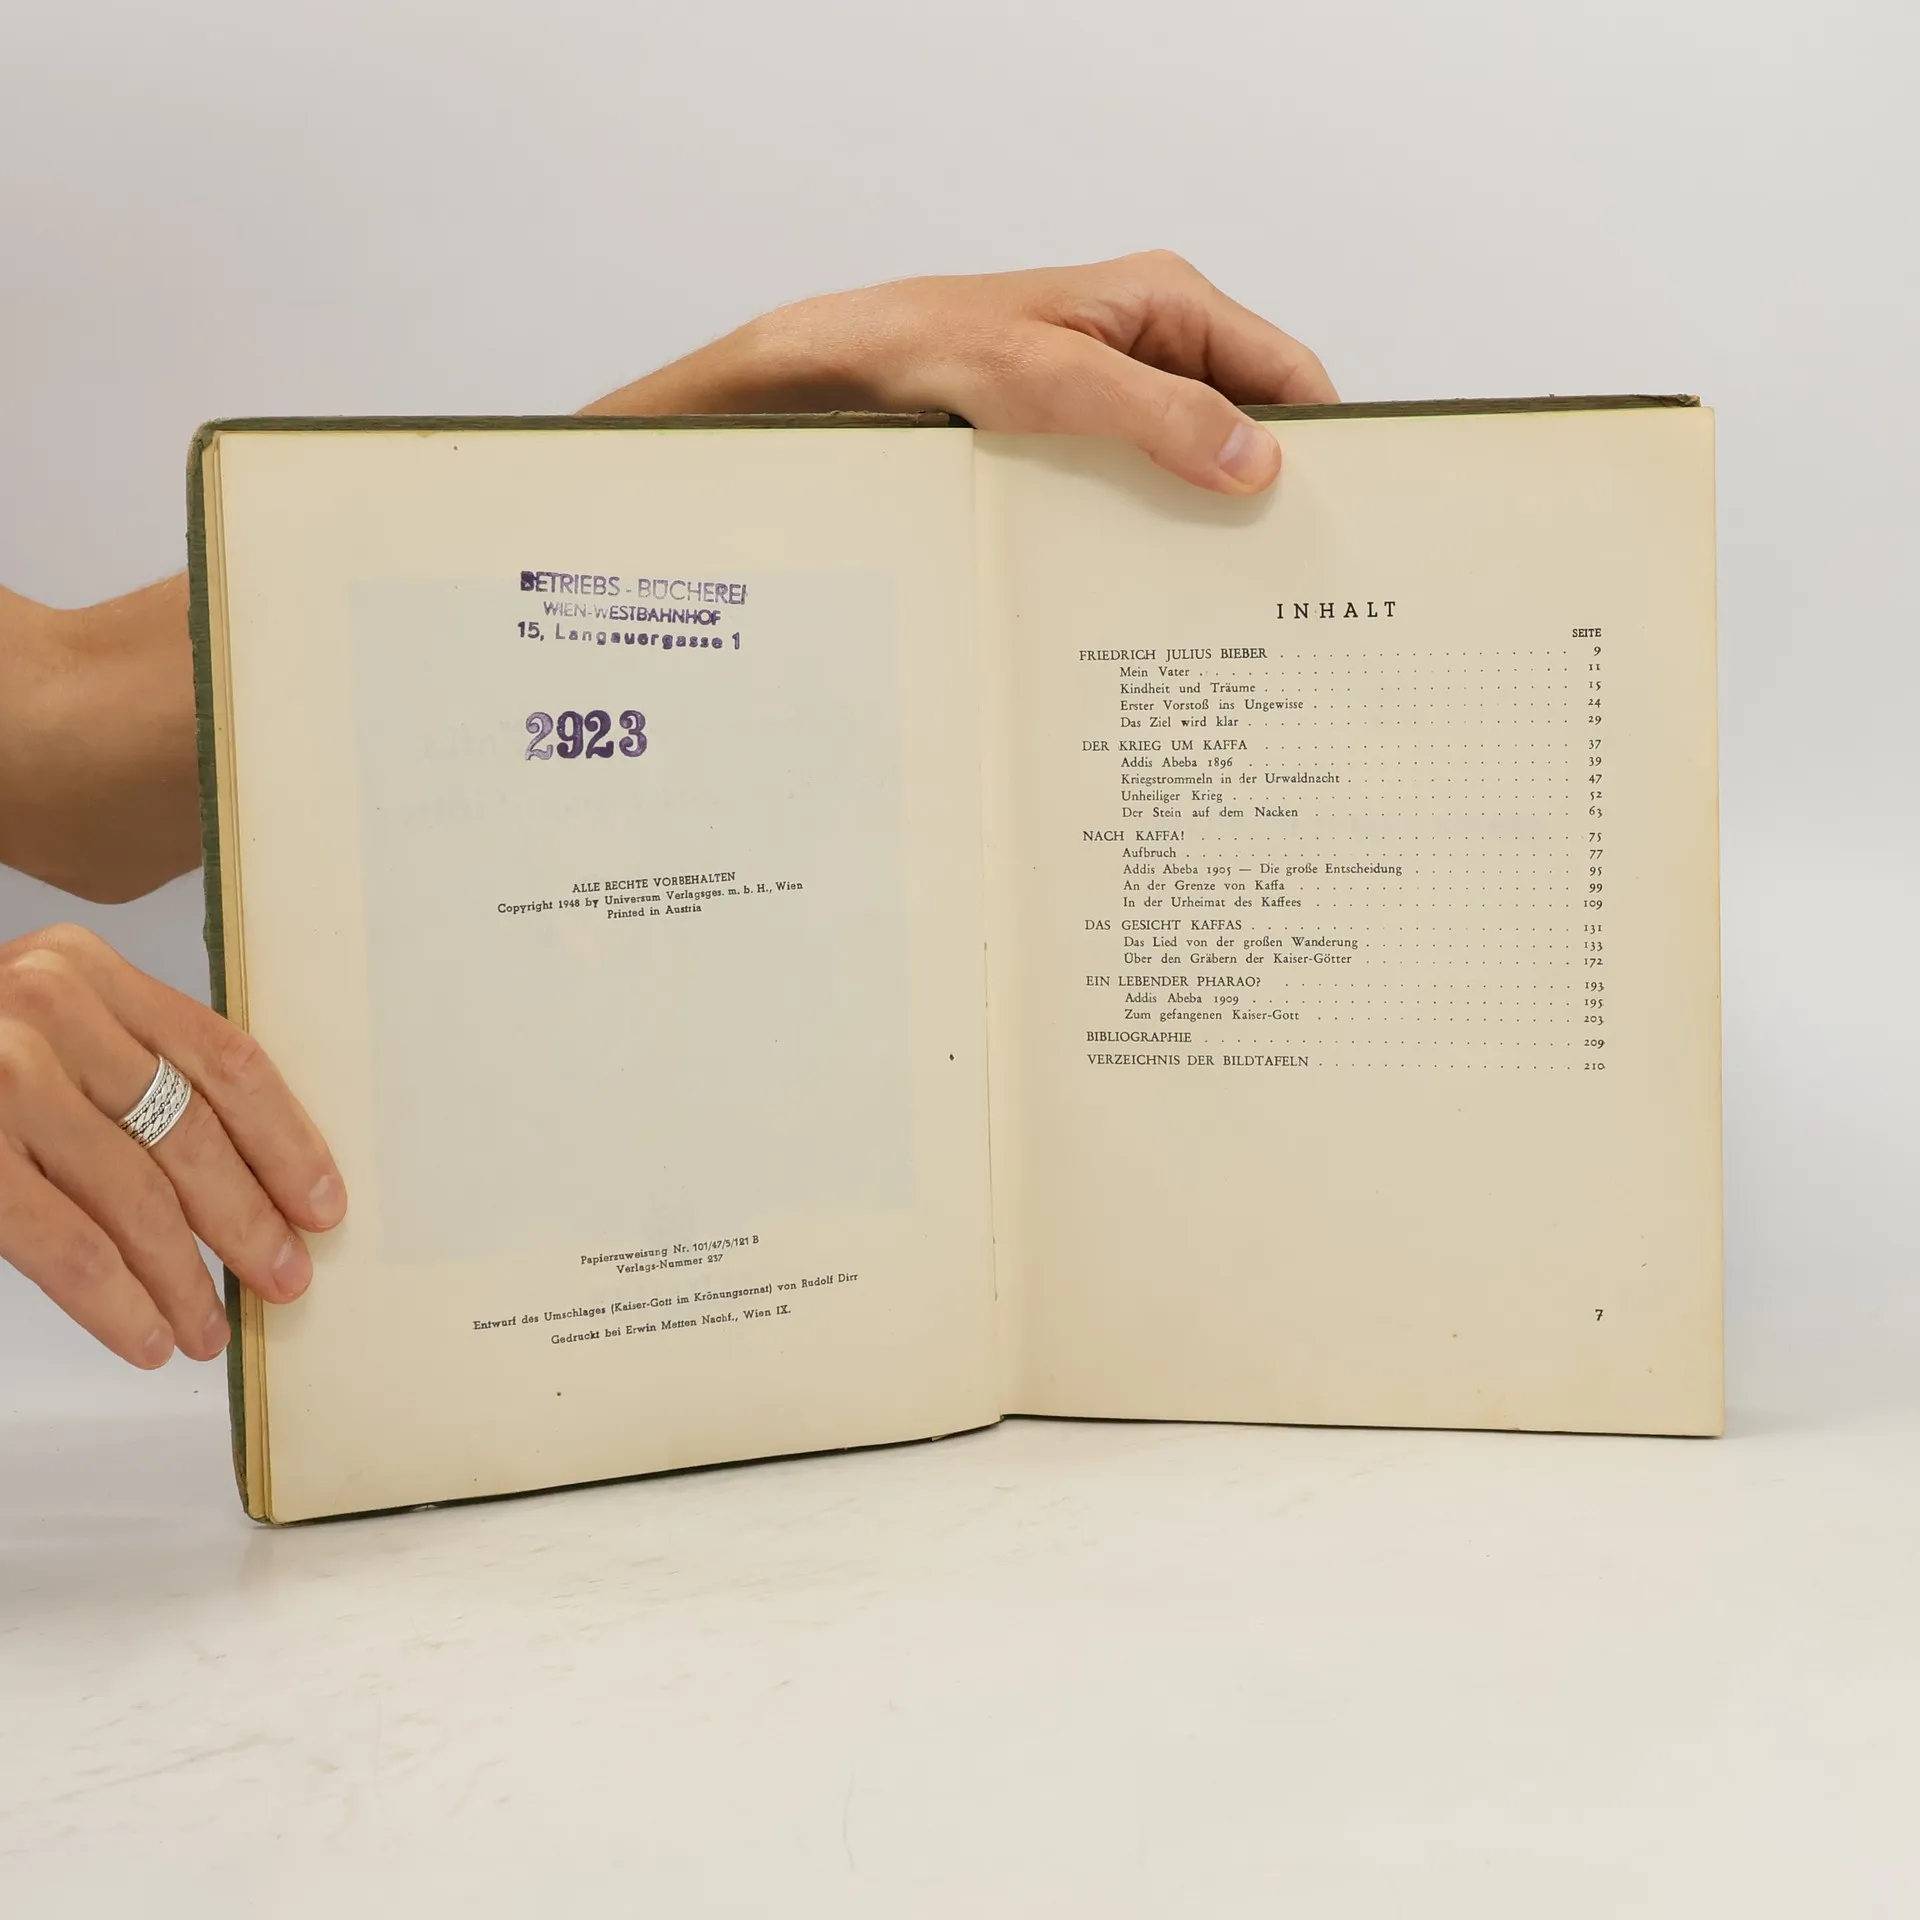 BETRIEBS-BÜCHEREI
WIEN-WESTBAHNHOF
15, Langauergasse 1
2923
ALLE RECHTE VORBEHALTEN
Copyright 1948 by Universum Verlagsges. m. b. H., Wien
Printed in Austria
Papierzuweisung Nr. 101/47/5/121 B
Verlags-Nummer 237
Entwurf des Umschlages (Kaiser-Gott im Krönungsornat) von Rudolf Dirr
Gedruckt bei Erwin Metten Nachf., Wien IX.
INHALT
SEITE
FRIEDRICH JULIUS BIEBER . . . . . . . . . . . . . . . . . 9
Mein Vater . . . . . . . . . . . . . . . . . 11
Kindheit und Träume . . . . . . . . . . . . . . . . . 15
Erster Vorstoß ins Ungewisse . . . . . . . . . . . . . . . . . 24
Das Ziel wird klar . . . . . . . . . . . . . . . . . 29
DER KRIEG UM KAFFA . . . . . . . . . . . . . . . . . 37
Addis Abeba 1896 . . . . . . . . . . . . . . . . . 39
Kriegstrommeln in der Urwaldnacht . . . . . . . . . . . . . . 47
Unheiliger Krieg . . . . . . . . . . . . . . . . . 52
Der Stein auf dem Nacken . . . . . . . . . . . . . . . . 63
NACH KAFFA! . . . . . . . . . . . . . . . . . 75
Aufbruch . . . . . . . . . . . . . . . . . 77
Addis Abeba 1905 — Die große Entscheidung . . . . . . . . . . 95
An der Grenze von Kaffa . . . . . . . . . . . . . . . . . 99
In der Urheimat des Kaffees . . . . . . . . . . . . . . . . 109
DAS GESICHT KAFFAS . . . . . . . . . . . . . . . . . 131
Das Lied von der großen Wanderung . . . . . . . . . . . . . 133
Über den Gräbern der Kaiser-Götter . . . . . . . . . . . . . 172
EIN LEBENDER PHARAO? . . . . . . . . . . . . . . . . . 193
Addis Abeba 1909 . . . . . . . . . . . . . . . . . 195
Zum gefangenen Kaiser-Gott . . . . . . . . . . . . . . . . 203
BIBLIOGRAPHIE . . . . . . . . . . . . . . . . . 209
VERZEICHNIS DER BILDTAFELN . . . . . . . . . . . . . . . . 210
7